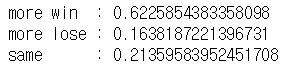 more win  : 0.6225854383358098
more lose : 0.1638187221396731
same      : 0.21359583952451708